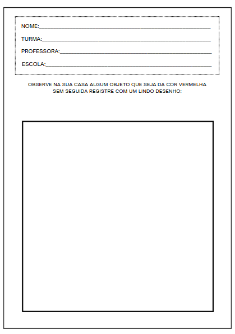 NOME:
TURMA:
PROFESSORA:
ESCOLA:
OBSERVE NA SUA CASA ALGUM OBJETO QUE SEJA DA COR VERMELHA
SEM SEGUIDA REGISTRE COM UM LINDO DESENHO: